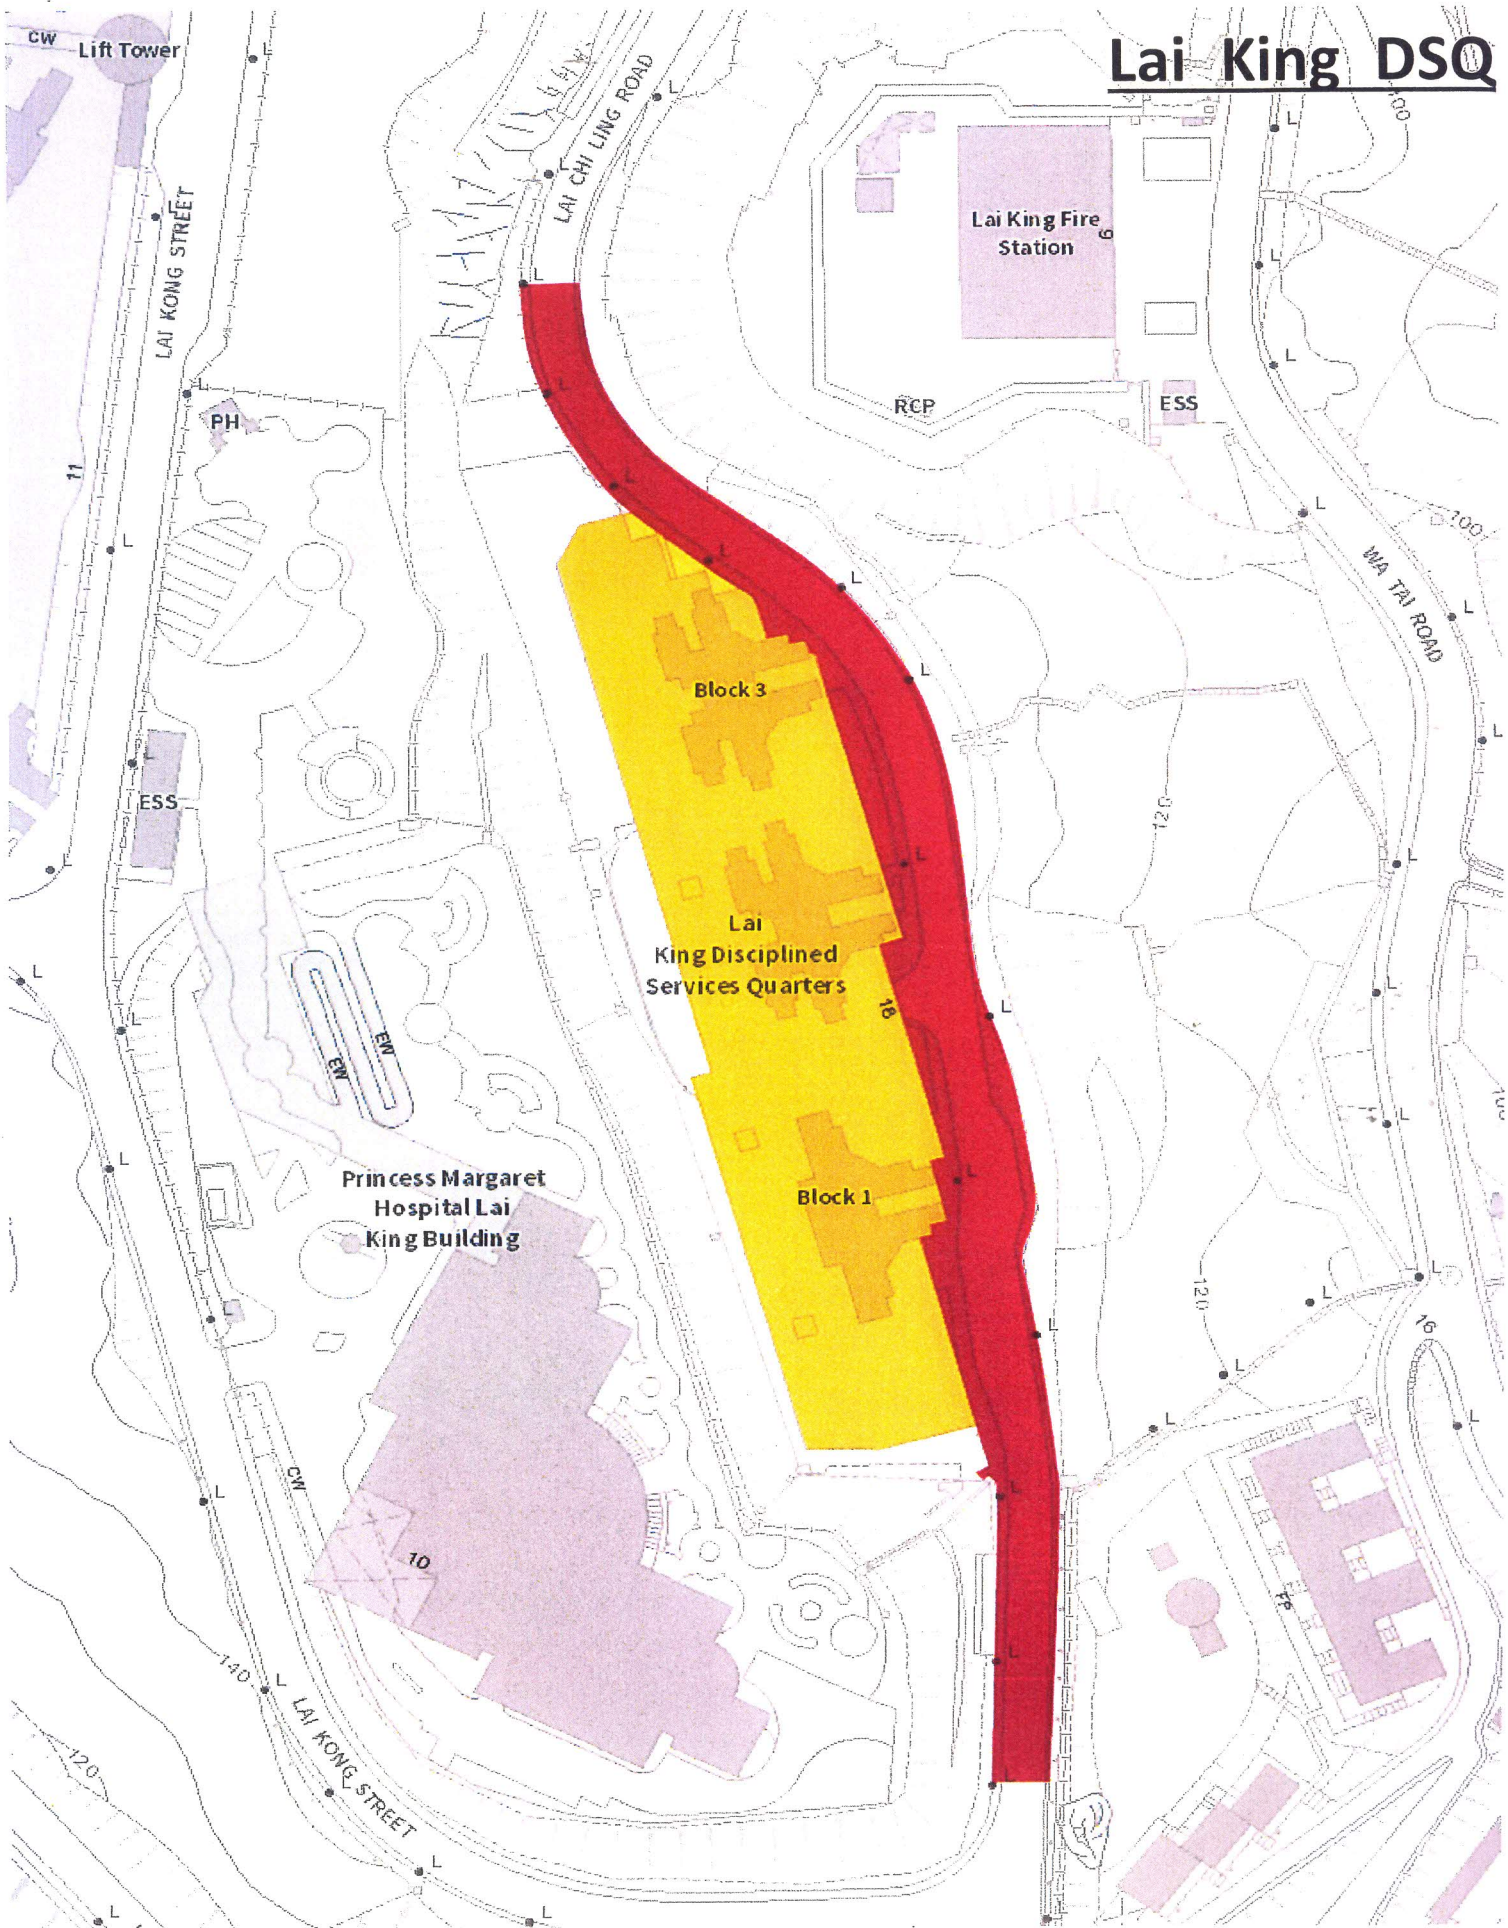 Lai King DSQ
CW
Lift Tower
L
L
LAI CHI LING ROAD
L
L
100
L
LAI KONG STREET
Lai King Fire
Station
9
L
L
L
L
L
PH
RCP
ESS
11
L
L
100
L
L
L
WA TAI ROAD
L
L
Block 3
L
L
ESS
120
L
L
L
Lai
King Disciplined
Services Quarters
18
L
L
L
L
EW
EW
L
L
L
Princess Margaret
Hospital Lai
King Building
Block 1
120
L
L
L
16
L
L
L
L
CW
L
L
10
FP
L
140
L
LAI KONG STREET
120
L
L
L
L
L